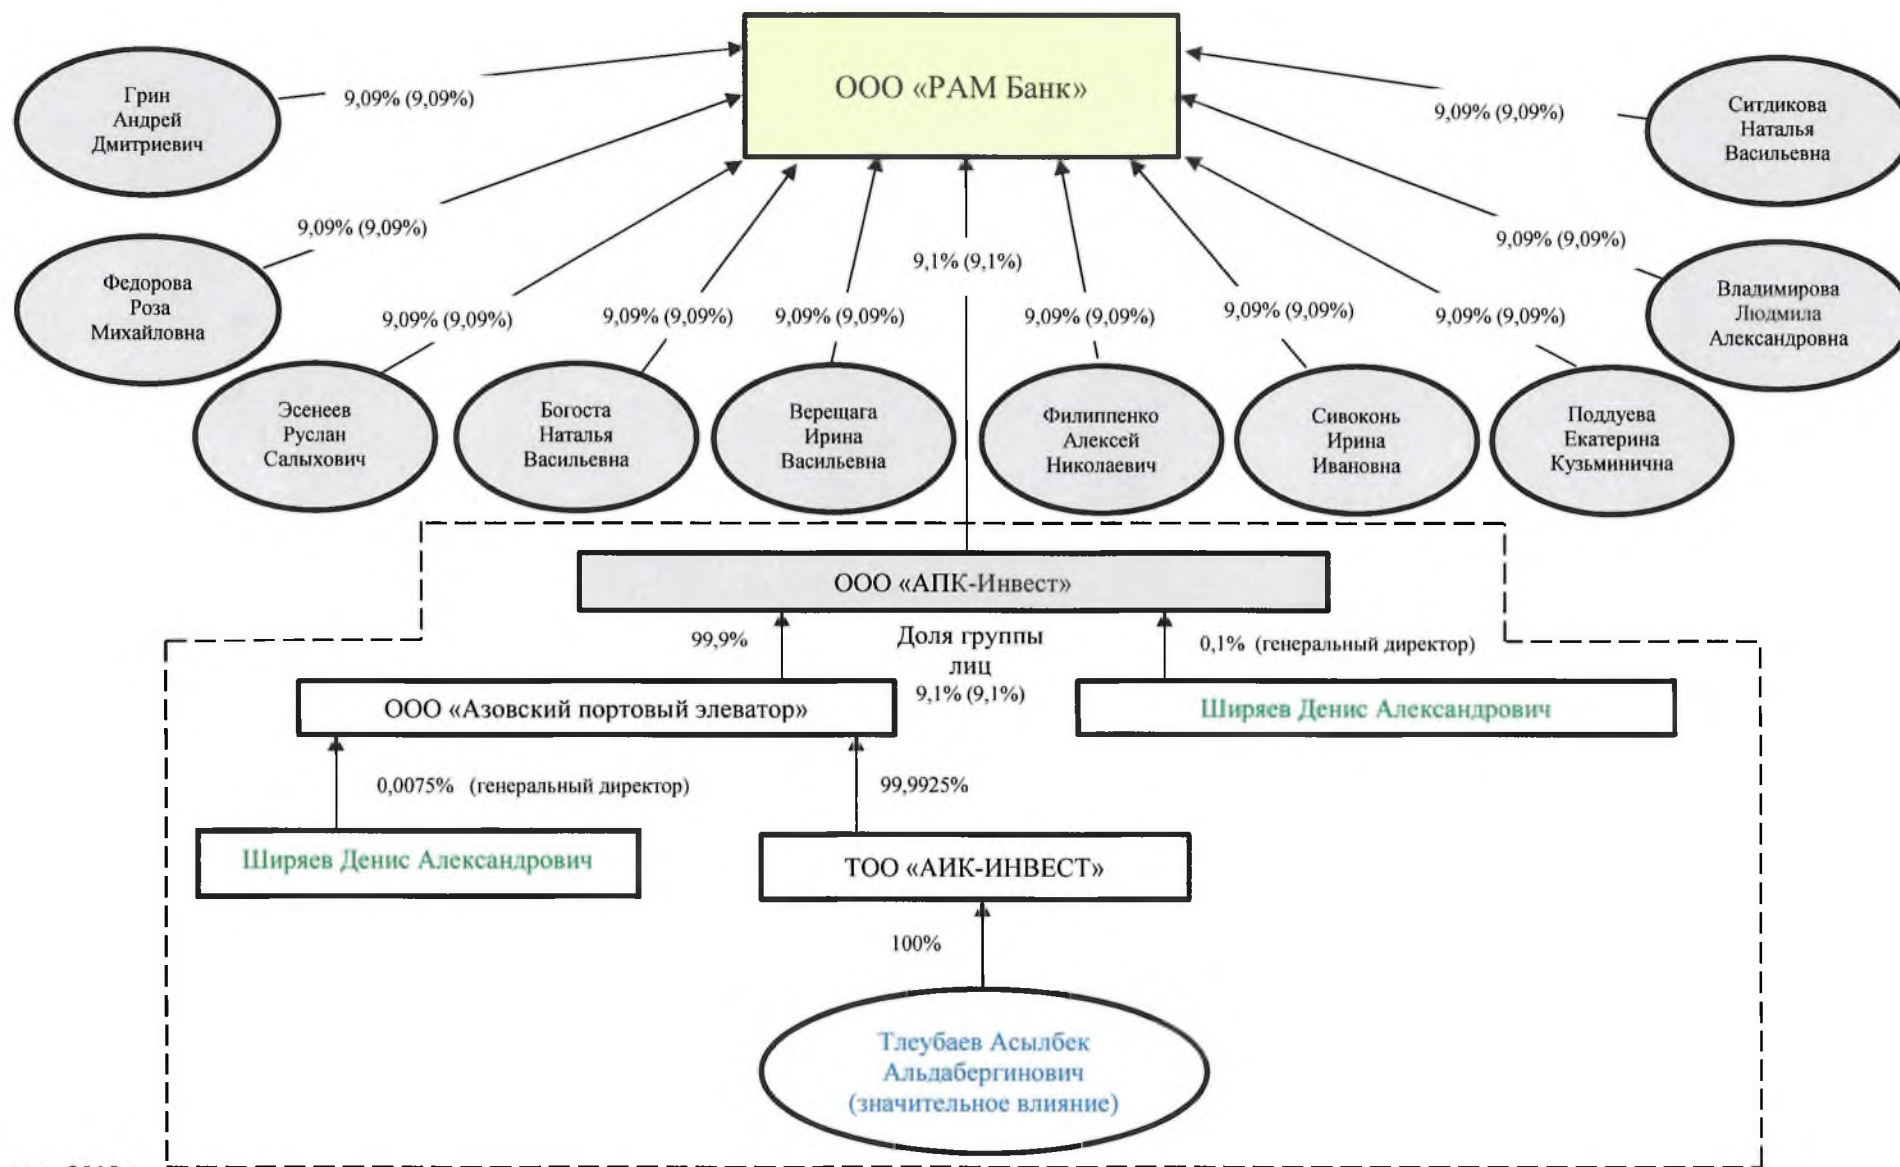 ООО «РАМ Банк»
Грин
Андрей
Дмитриевич
9,09% (9,09%)
9,09% (9,09%)
Ситдикова
Наталья
Васильевна
Федорова
Роза
Михайловна
9,09% (9,09%)
9,1% (9,1%)
9,09% (9,09%)
Владимирова
Людмила
Александровна
9,09% (9,09%)
9,09% (9,09%)
9,09% (9,09%)
9,09% (9,09%)
9,09% (9,09%)
9,09% (9,09%)
Эсенеев
Руслан
Салыхович
Богоста
Наталья
Васильевна
Верещага
Ирина
Васильевна
Филиппенко
Алексей
Николаевич
Сивоконь
Ирина
Ивановна
Поддуева
Екатерина
Кузьминична
ООО «АПК-Инвест»
99,9%
Доля группы
лиц
9,1% (9,1%)
0,1% (генеральный директор)
ООО «Азовский портовый элеватор»
Ширяев Денис Александрович
0,0075% (генеральный директор)
99,9925%
Ширяев Денис Александрович
ТОО «АИК-ИНВЕСТ»
100%
Тлеубаев Асылбек
Альдабергинович
(значительное влияние)